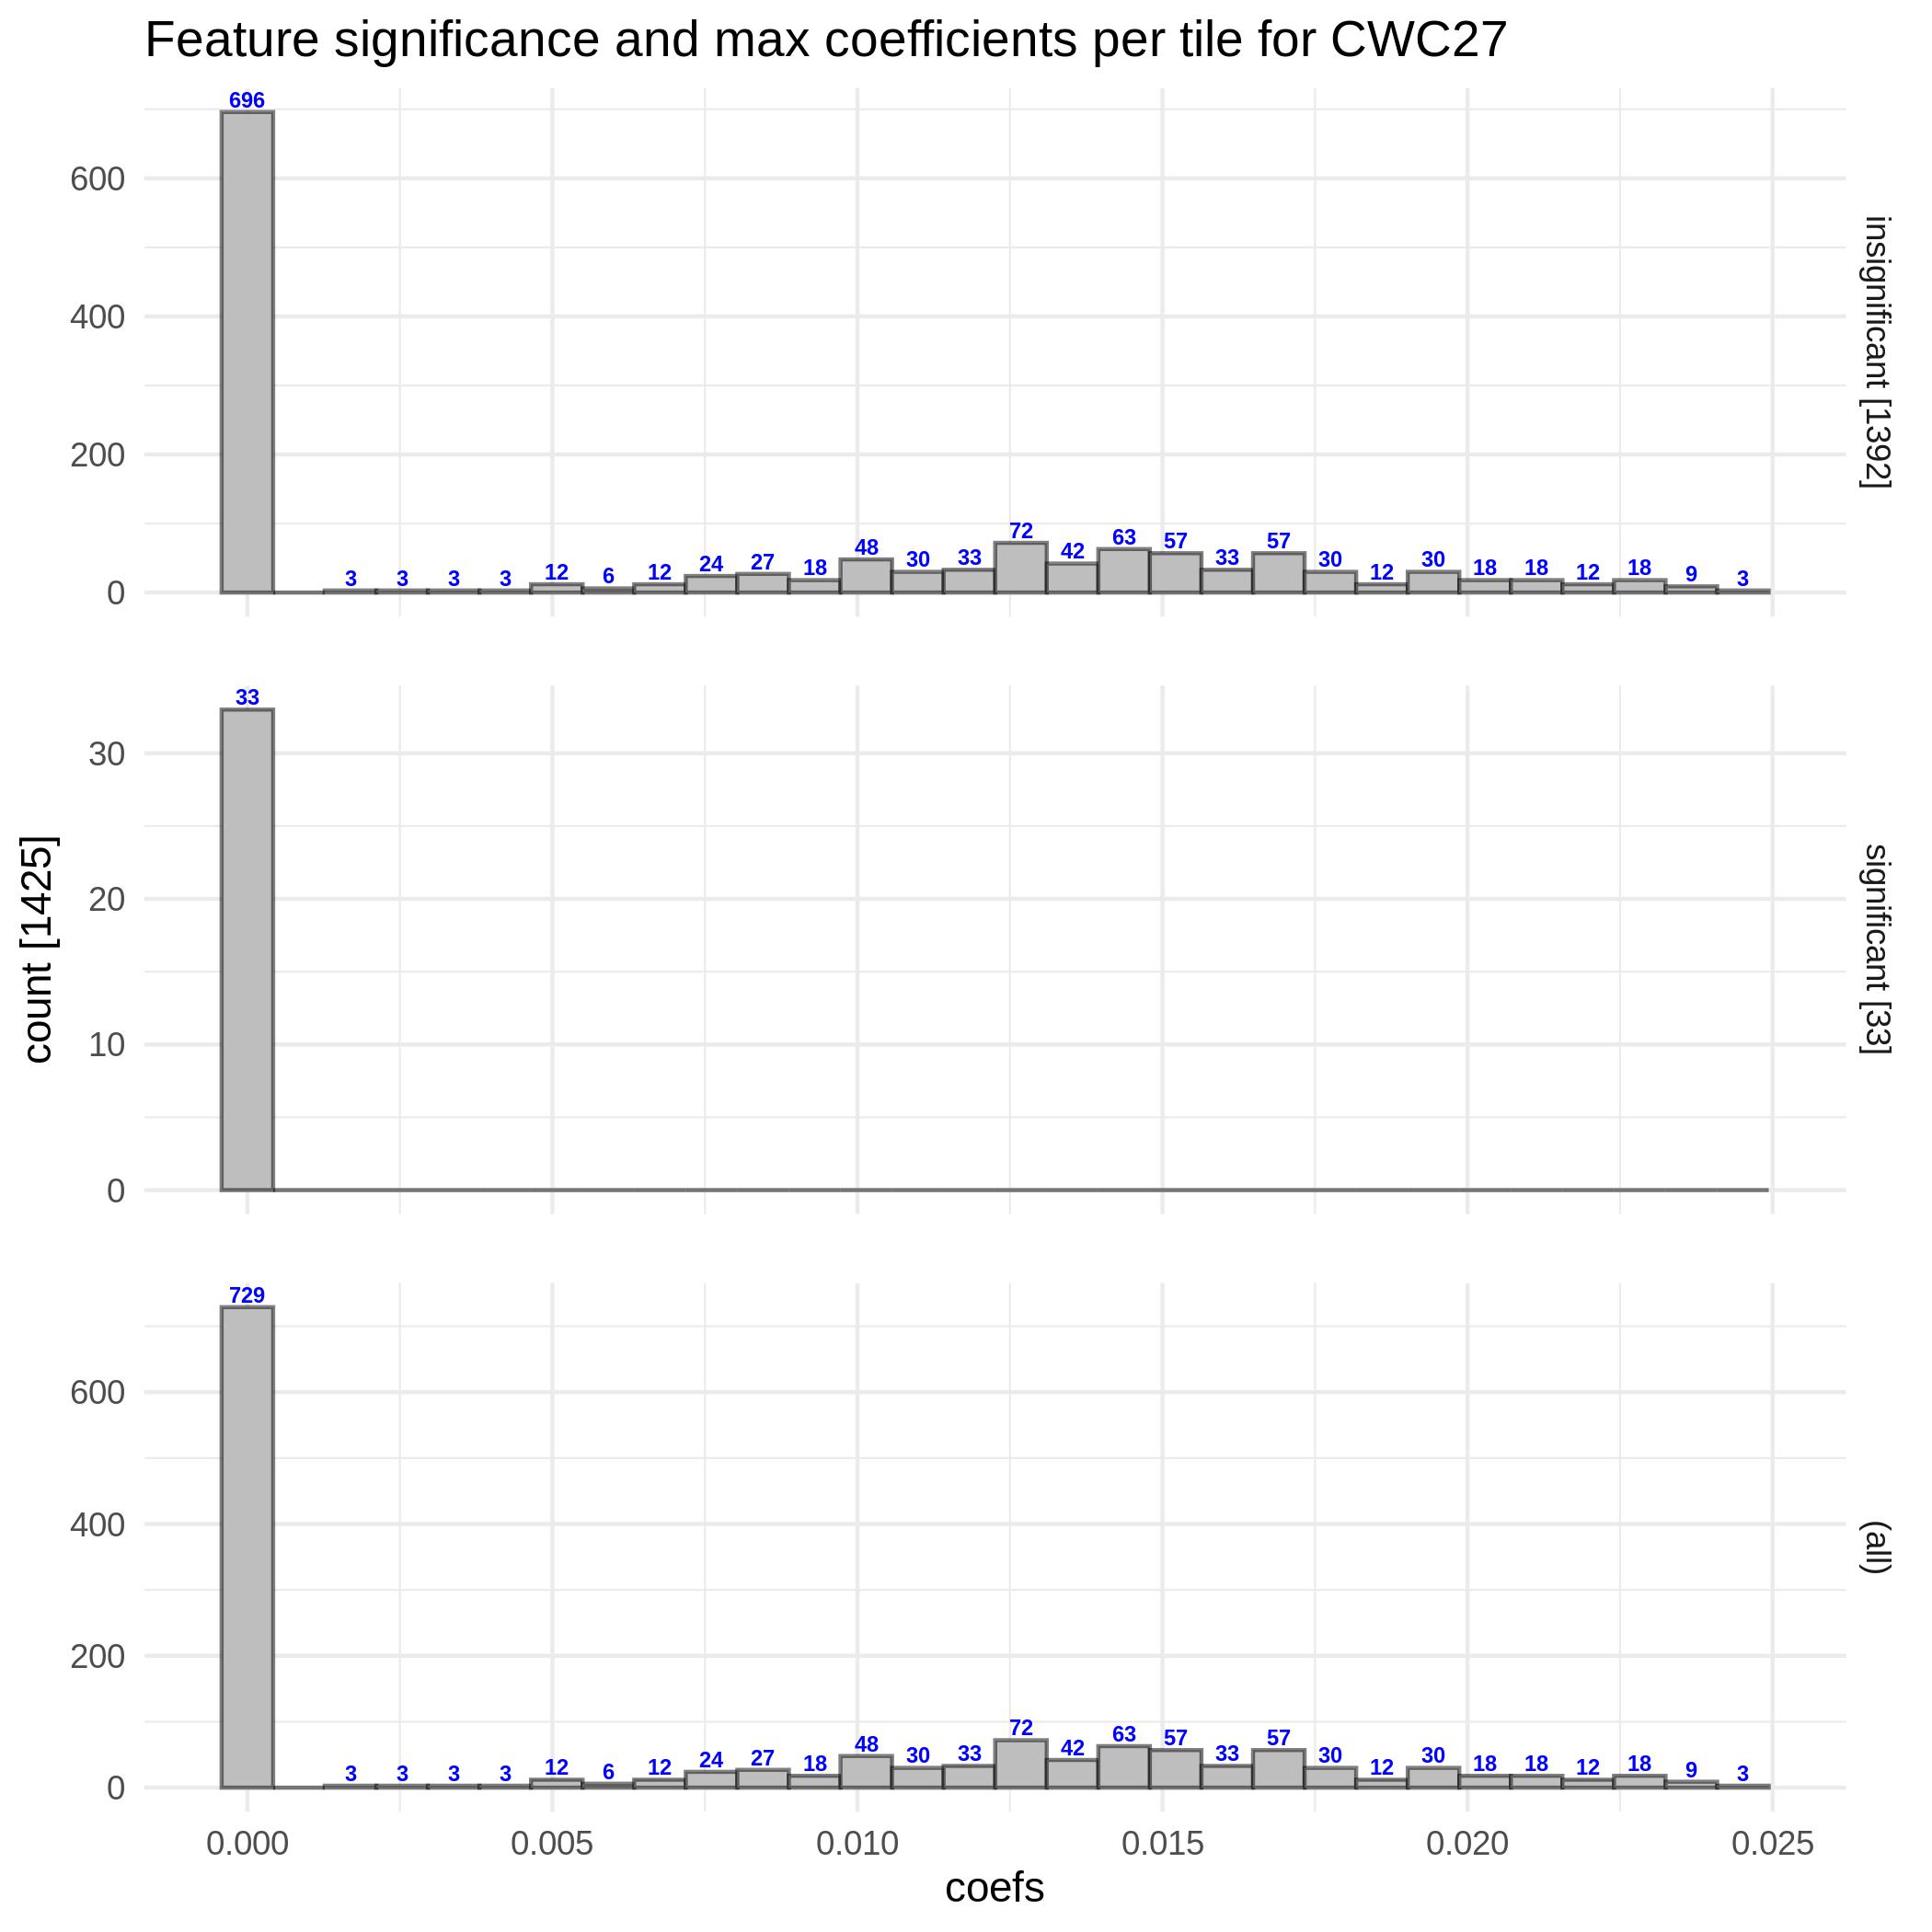 Feature significance and max coefficients per tile for CWC27
696
600
400
200
0
3 3 3 3 12 6 12 24 27 18 48 30 33 72 42 63 57 33 57 30 12 30 18 18 12 18 9 3
insignificant [1392]
33
30
20
10
0
significant [33]
count [1425]
729
600
400
200
0
3 3 3 3 12 6 12 24 27 18 48 30 33 72 42 63 57 33 57 30 12 30 18 18 12 18 9 3
(all)
0.000 0.005 0.010 0.015 0.020 0.025
coefs